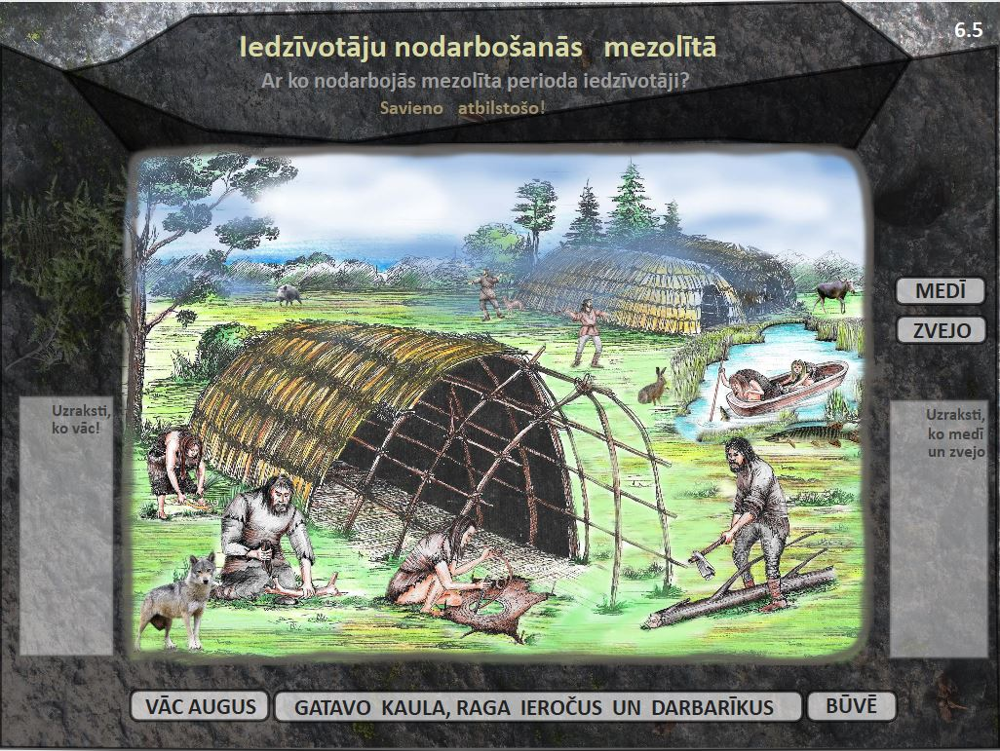 6.5
Iedzīvotāju nodarbošanās mezolītā
Ar ko nodarbojās mezolīta perioda iedzīvotāji?
Savieno atbilstošo!
MEDĪ
ZVEJO
Uzraksti,
ko vāc!
Uzraksti,
ko medī
un zvejo
VĀC AUGUS
GATAVO KAULA, RAGA IEROČUS UN DARBARĪKUS
BŪVĒ